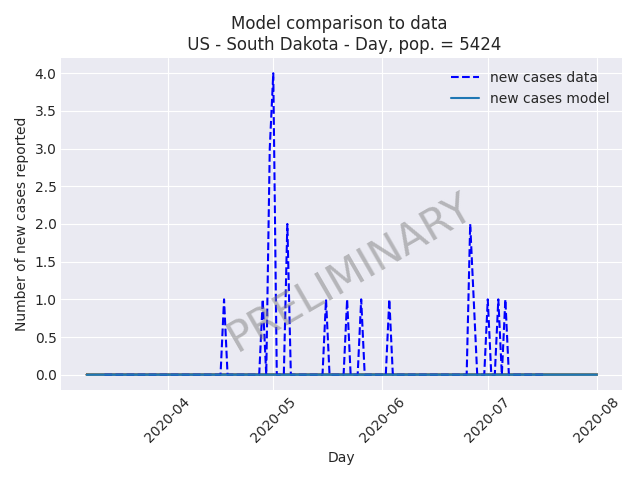 Model comparison to data
US - South Dakota - Day, pop. = 5424
new cases data
new cases model
Number of new cases reported
4.0
3.5
3.0
2.5
2.0
1.5
1.0
0.5
0.0
PRELIMINARY
2020-04
2020-05
2020-06
2020-07
2020-08
Day